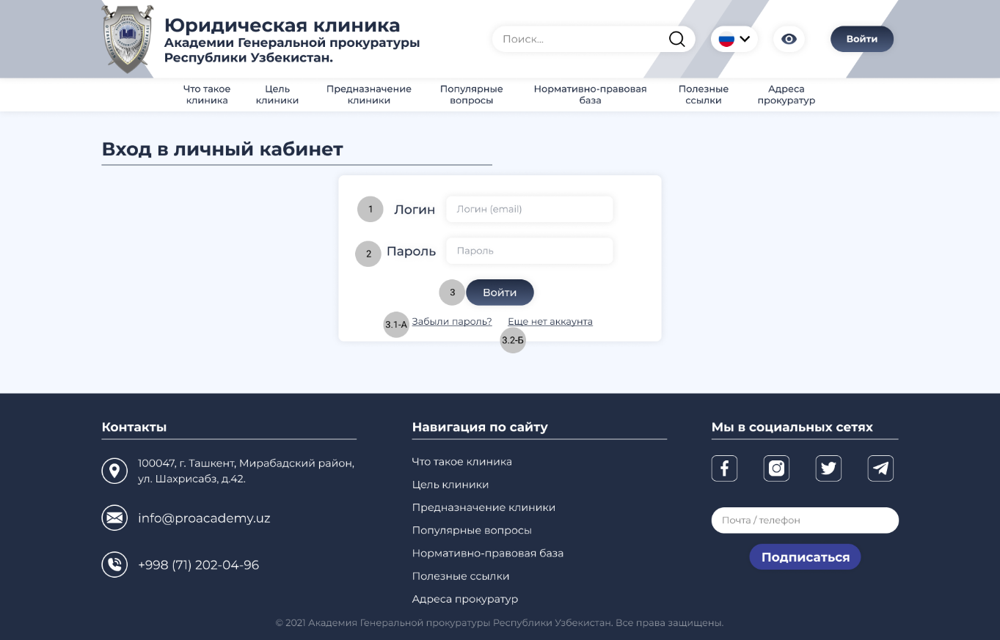 Юридическая клиника
Академии Генеральной прокуратуры
Республики Узбекистан.
Поиск...
Войти
Что такое
клиника
Цель
клиники
Предназначение
клиники
Популярные
вопросы
Нормативно-правовая
база
Полезные
ссылки
Адреса
прокуратур
Вход в личный кабинет
1 Логин Логин (email)
2 Пароль Пароль
3 Войти
3.1-А Забыли пароль? Еще нет аккаунта
3.2-Б
Контакты
100047, г. Ташкент, Мирабадский район,
ул. Шахрисабз, д.42.
info@proacademy.uz
+998 (71) 202-04-96
Навигация по сайту
Что такое клиника
Цель клиники
Предназначение клиники
Популярные вопросы
Нормативно-правовая база
Полезные ссылки
Адреса прокуратур
Мы в социальных сетях
Почта / телефон
Подписаться
© 2021 Академия Генеральной прокуратуры Республики Узбекистан. Все права защищены.